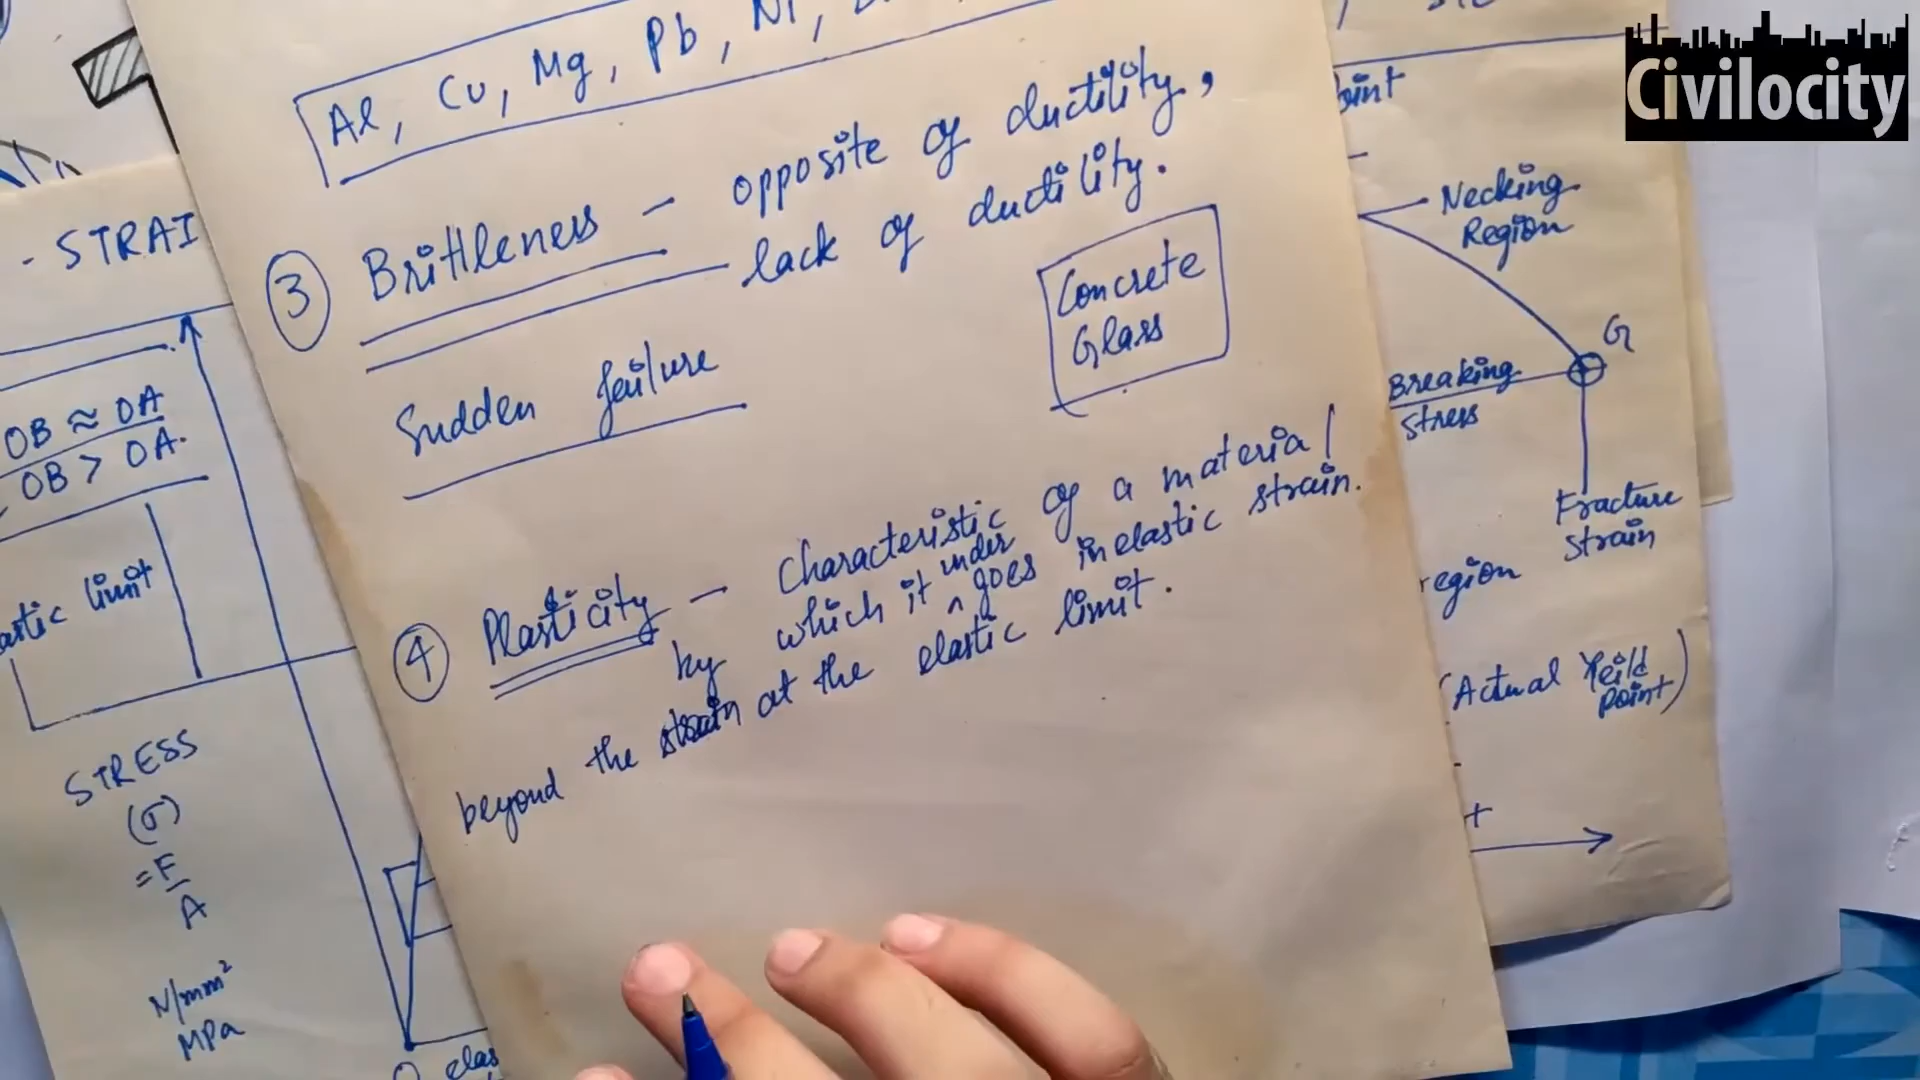 Al, Cu, Mg, Pb, Ni,
③ Brittleness - opposite of ductility,
lack of ductility.
Sudden failure
Concrete
Glass
④ Plasticity - Characteristic of a material
by which it under ^ goes inelastic strain.
beyond the strain at the elastic limit.
- STRAI
OB ≈ OA
OB > OA.
astic limit
STRESS
(σ)
= F
A
N/mm²
MPa
O elas
oint
Necking
Region
G
Breaking
Stress
Fracture
Strain
region
(Actual Yeild
Point)
Civilocity